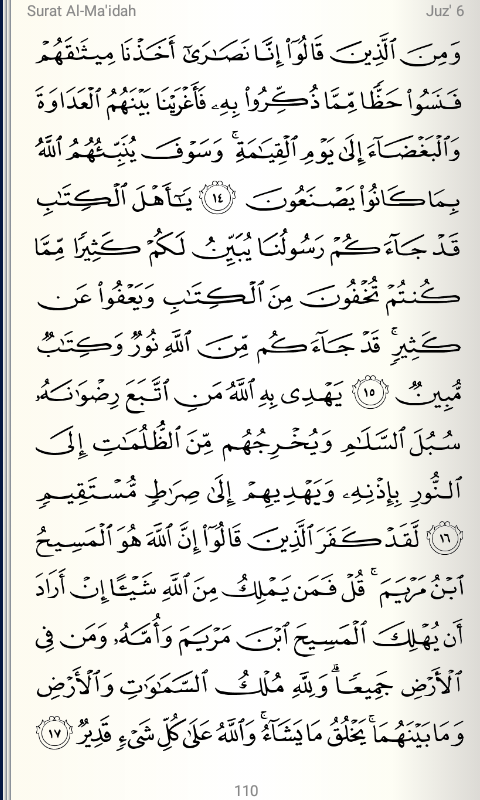 Surat Al-Ma'idah
Juz' 6
وَمِنَ ٱلَّذِينَ قَالُوٓا۟ إِنَّا نَصَـٰرَىٰٓ أَخَذْنَا مِيثَـٰقَهُمْ
فَنَسُوا۟ حَظًّا مِّمَّا ذُكِّرُوا۟ بِهِۦ فَأَغْرَيْنَا بَيْنَهُمُ ٱلْعَدَاوَةَ
وَٱلْبَغْضَآءَ إِلَىٰ يَوْمِ ٱلْقِيَـٰمَةِ ۚ وَسَوْفَ يُنَبِّئُهُمُ ٱللَّهُ
بِمَا كَانُوا۟ يَصْنَعُونَ ١٤ يَـٰٓأَهْلَ ٱلْكِتَـٰبِ
قَدْ جَآءَكُمْ رَسُولُنَا يُبَيِّنُ لَكُمْ كَثِيرًا مِّمَّا
كُنتُمْ تُخْفُونَ مِنَ ٱلْكِتَـٰبِ وَيَعْفُوا۟ عَن
كَثِيرٍ ۚ قَدْ جَآءَكُم مِّنَ ٱللَّهِ نُورٌ وَكِتَـٰبٌ
مُّبِينٌ ١٥ يَهْدِى بِهِ ٱللَّهُ مَنِ ٱتَّبَعَ رِضْوَٰنَهُۥ
سُبُلَ ٱلسَّلَـٰمِ وَيُخْرِجُهُم مِّنَ ٱلظُّلُمَـٰتِ إِلَى
ٱلنُّورِ بِإِذْنِهِۦ وَيَهْدِيهِمْ إِلَىٰ صِرَٰطٍ مُّسْتَقِيمٍ
١٦ لَّقَدْ كَفَرَ ٱلَّذِينَ قَالُوٓا۟ إِنَّ ٱللَّهَ هُوَ ٱلْمَسِيحُ
ٱبْنُ مَرْيَمَ ۚ قُلْ فَمَن يَمْلِكُ مِنَ ٱللَّهِ شَيْـًٔا إِنْ أَرَادَ
أَن يُهْلِكَ ٱلْمَسِيحَ ٱبْنَ مَرْيَمَ وَأُمَّهُۥ وَمَن فِى
ٱلْأَرْضِ جَمِيعًا ۗ وَلِلَّهِ مُلْكُ ٱلسَّمَـٰوَٰتِ وَٱلْأَرْضِ
وَمَا بَيْنَهُمَا ۚ يَخْلُقُ مَا يَشَآءُ ۚ وَٱللَّهُ عَلَىٰ كُلِّ شَىْءٍ قَدِيرٌ ١٧
110